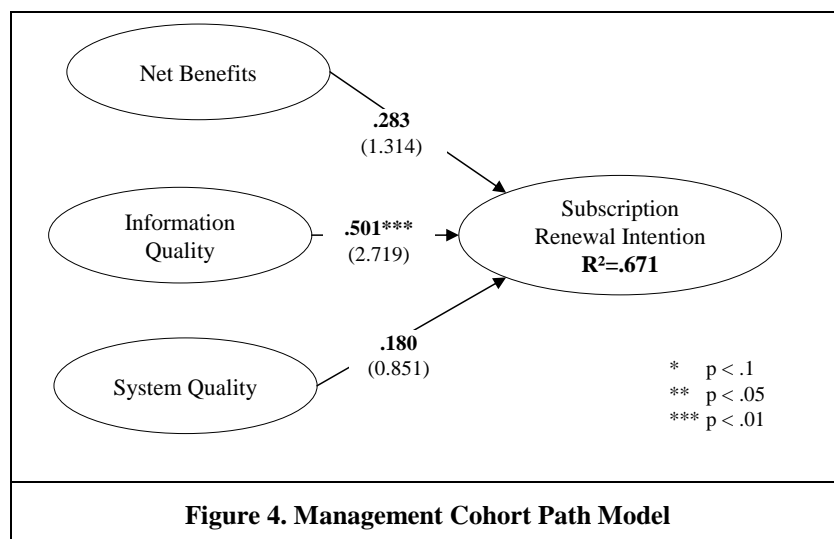 Net Benefits
.283
(1.314)
Information
Quality
.501***
(2.719)
Subscription
Renewal Intention
R²=.671
System Quality
.180
(0.851)
* p < .1
** p < .05
*** p < .01
Figure 4. Management Cohort Path Model